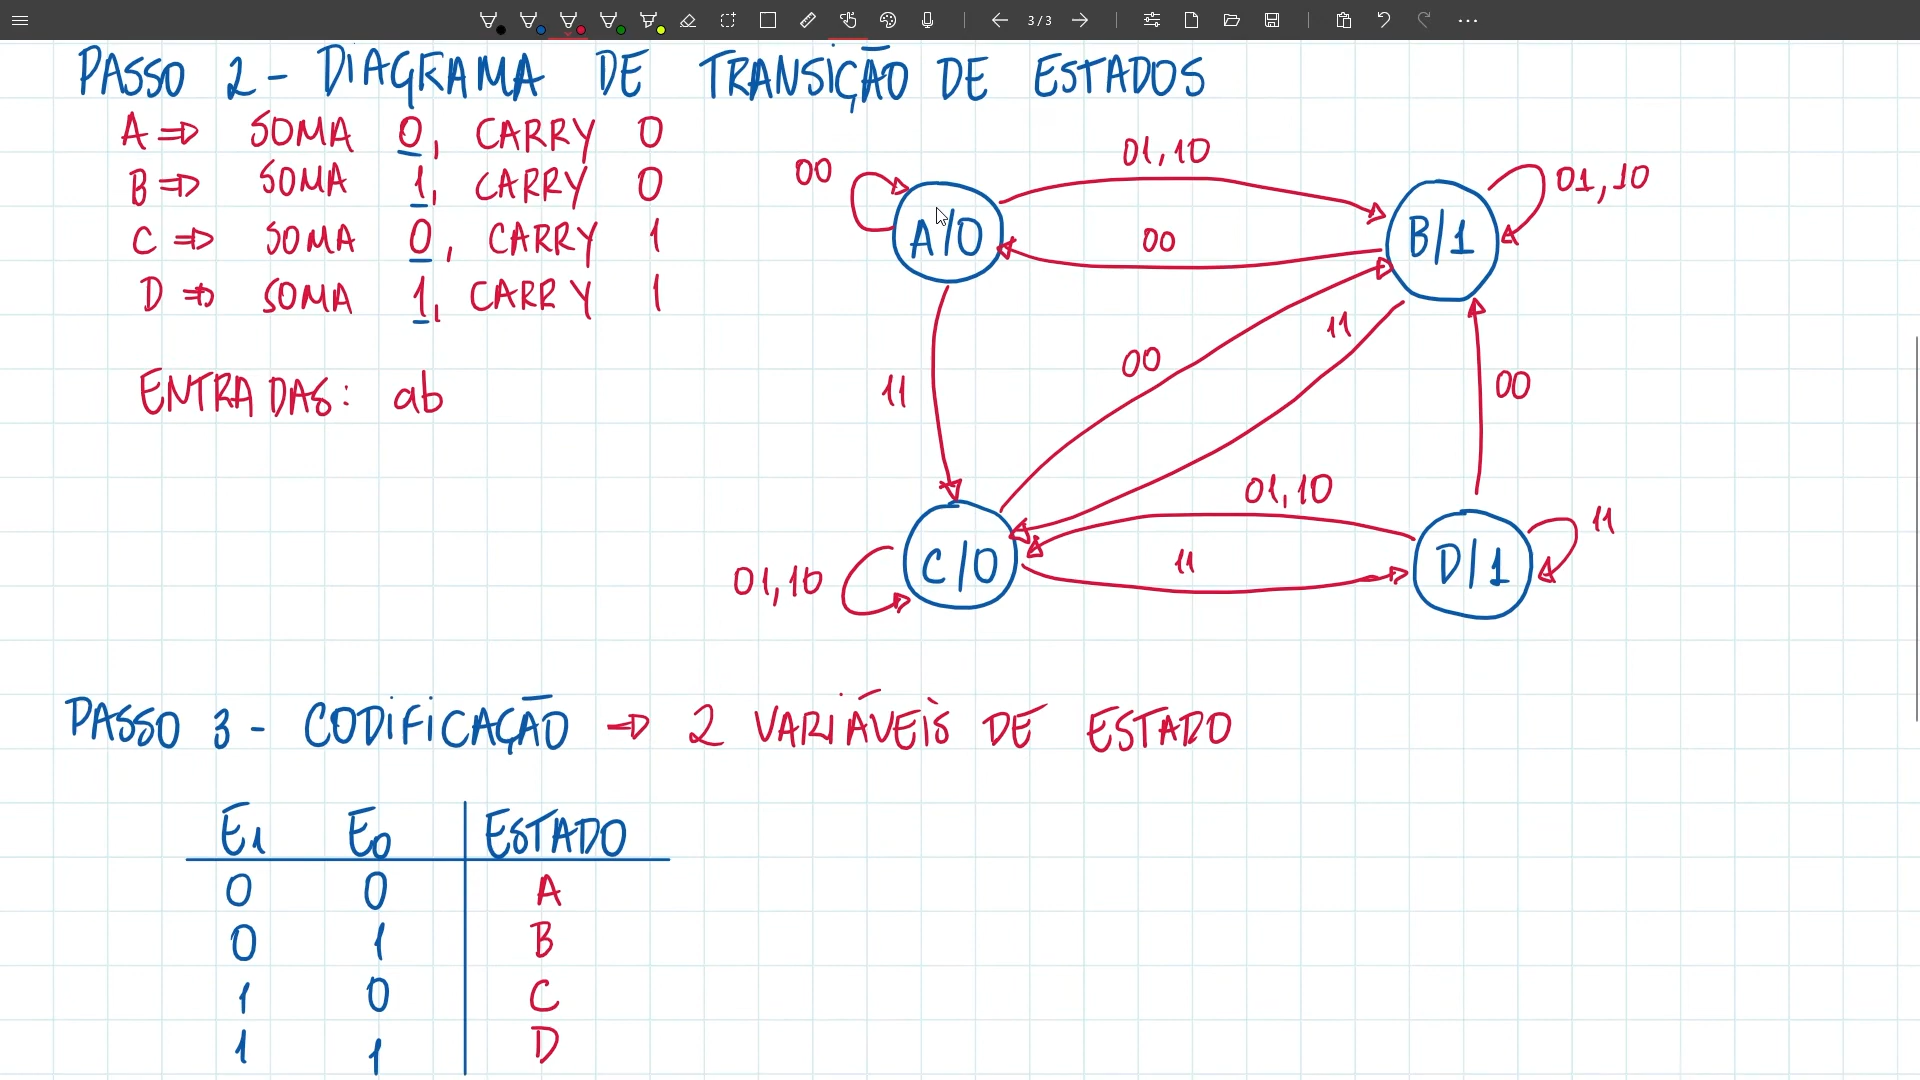 3/3
PASSO 2 - DIAGRAMA DE TRANSIÇÃO DE ESTADOS
A => SOMA 0, CARRY 0
B => SOMA 1, CARRY 0
C => SOMA 0, CARRY 1
D => SOMA 1, CARRY 1
ENTRADAS: ab
01,10
00
01,10
A/0
B/1
00
11
00
11
00
01,10
11
C/0
11
D/1
01,10
PASSO 3 - CODIFICAÇÃO => 2 VARIÁVEIS DE ESTADO
E1 E0 ESTADO
0 0 A
0 1 B
1 0 C
1 1 D